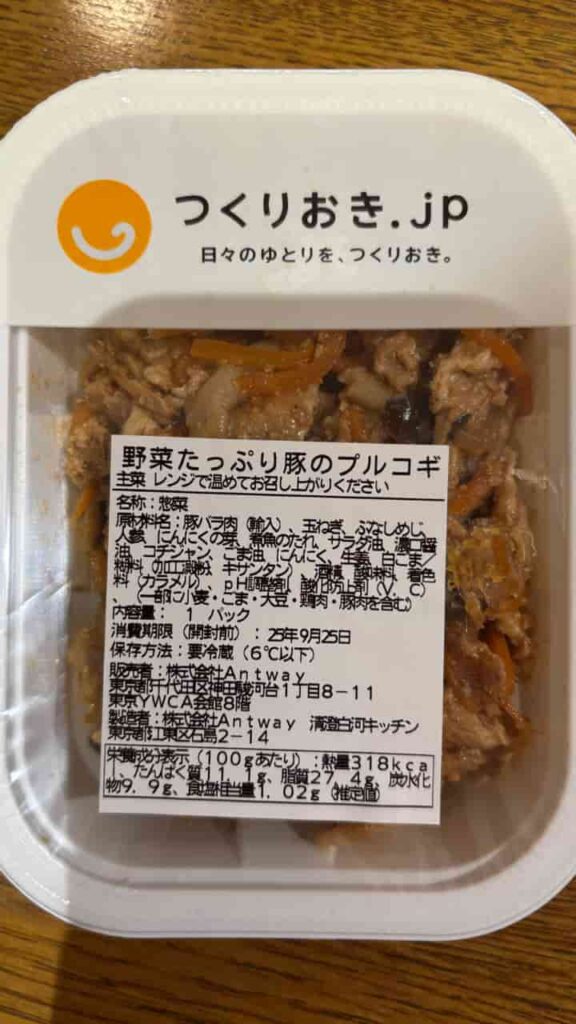 つくりおき.jp
日々のゆとりを、つくりおき。
野菜たっぷり豚のプルコギ
主菜 レンジで温めてお召し上がりください
名称：惣菜
原材料名：豚バラ肉（輸入）、玉ねぎ、ぶなしめじ、
人参、にんにくの芽、煮魚のたれ、サラダ油、濃口醤
油、コチジャン、ごま油、にんにく、生姜、白ごま／
増粘料（加工澱粉、キサンタン）、酒精、酸味料、着色
料（カラメル）、pH調整剤、酸化防止剤（V．C）
、（一部に小麦・ごま・大豆・鶏肉・豚肉を含む）
内容量： 1 パック
消費期限（開封前）：25年9月25日
保存方法：要冷蔵（6℃以下）
販売者：株式会社Antway
東京都千代田区神田駿河台1丁目8－11
東京YWCA会館8階
製造者：株式会社Antway 清澄白河キッチン
東京都江東区石島2－14
栄養成分表示（100gあたり）：熱量318kca
l、たんぱく質11．1g、脂質27．4g、炭水化
物9．9g、食塩相当量1．02g（推定値）